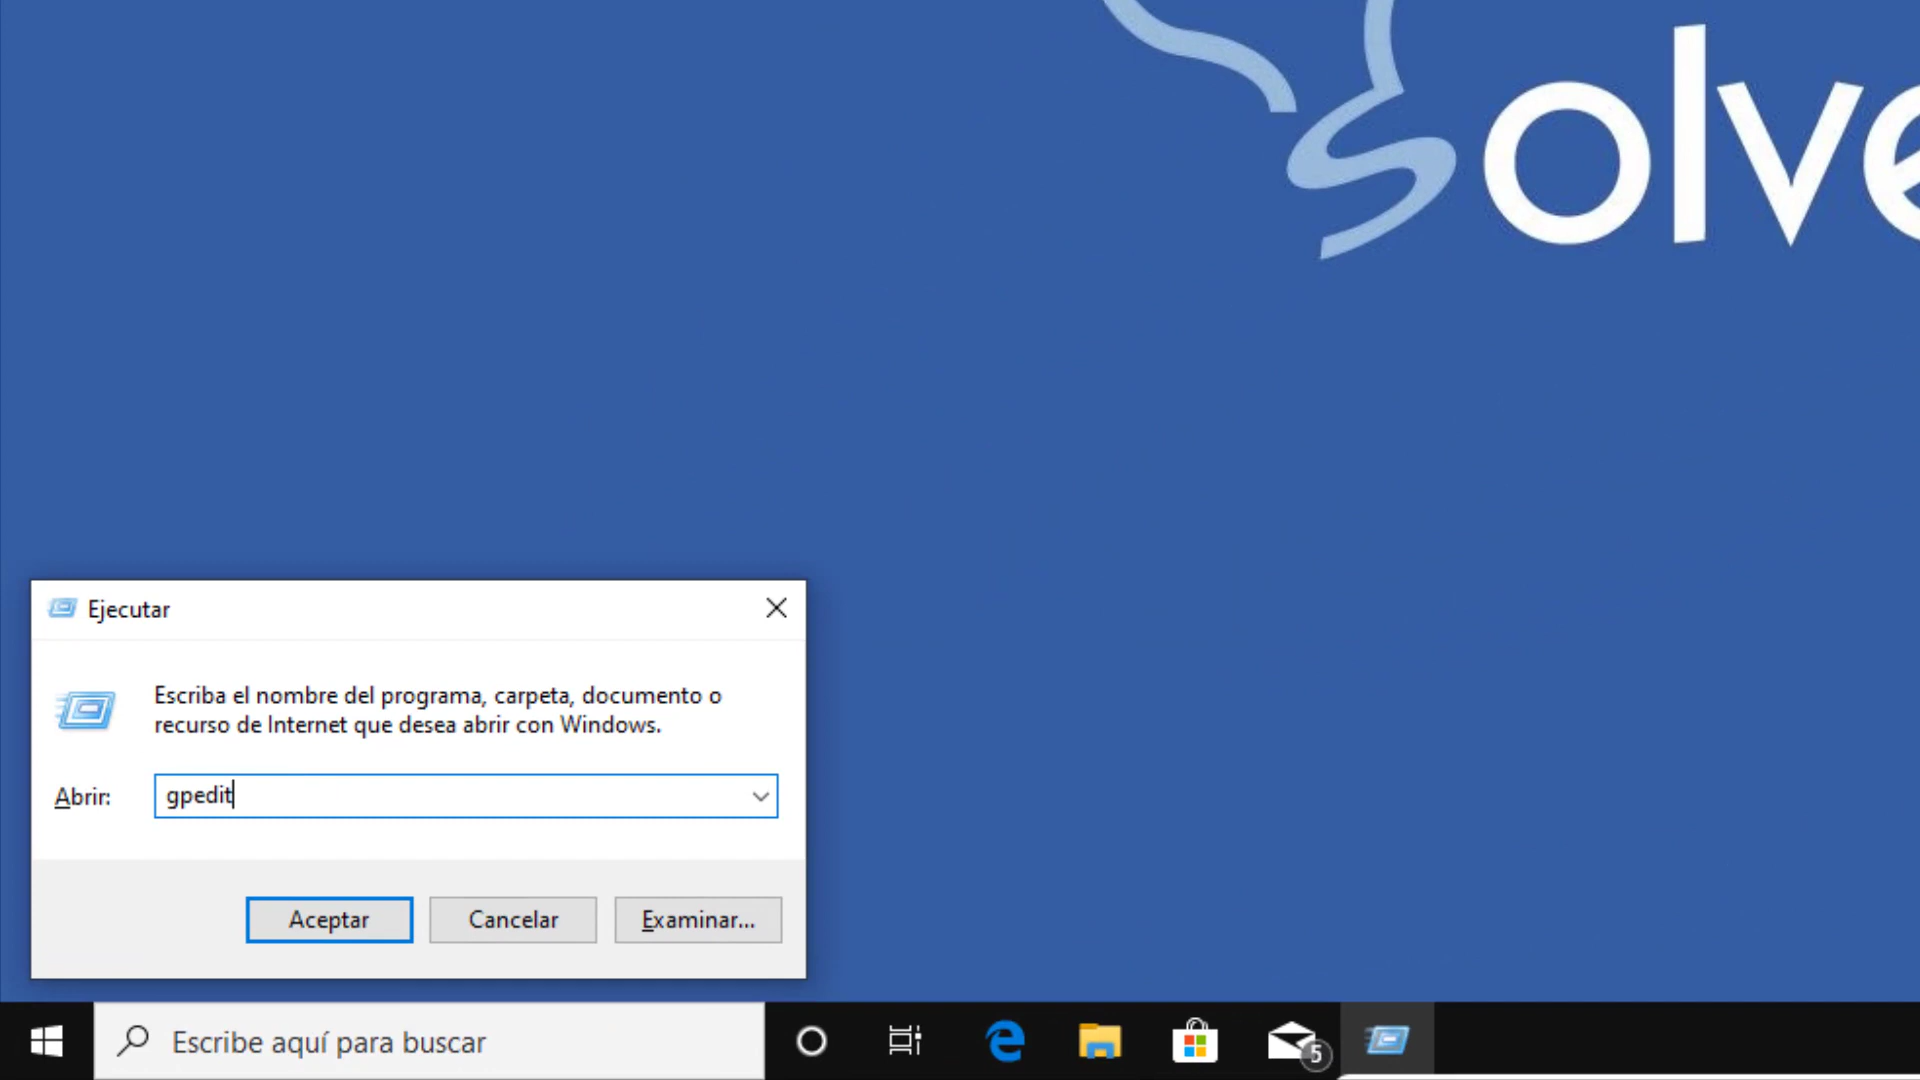 Solve
Ejecutar
Escriba el nombre del programa, carpeta, documento o
recurso de Internet que desea abrir con Windows.
Abrir: gpedit
Aceptar Cancelar Examinar...
Escribe aquí para buscar
5